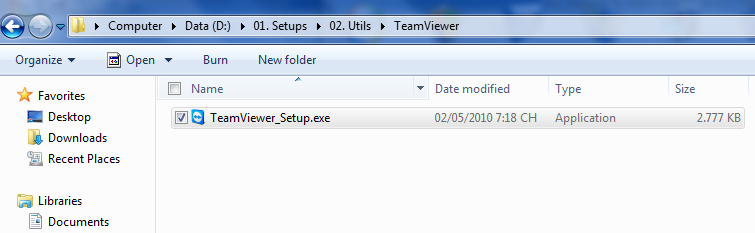 Computer Data (D:) 01. Setups 02. Utils TeamViewer
Organize Open Burn New folder
Favorites
Desktop
Downloads
Recent Places
Libraries
Documents
Name Date modified Type Size
TeamViewer_Setup.exe 02/05/2010 7:18 CH Application 2.777 KB